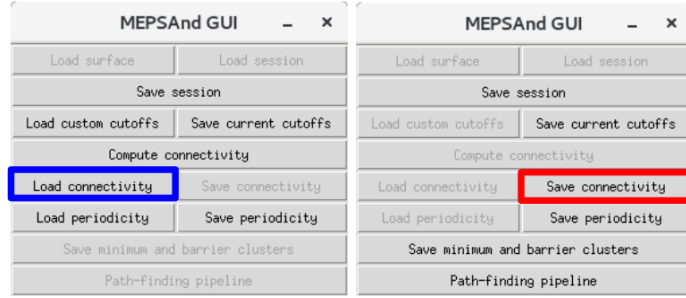 MEPSAnd GUI
Load surface
Load session
Save session
Load custom cutoffs
Save current cutoffs
Compute connectivity
Load connectivity
Save connectivity
Load periodicity
Save periodicity
Save minimum and barrier clusters
Path-finding pipeline
MEPSAnd GUI
Load surface
Load session
Save session
Load custom cutoffs
Save current cutoffs
Compute connectivity
Load connectivity
Save connectivity
Load periodicity
Save periodicity
Save minimum and barrier clusters
Path-finding pipeline